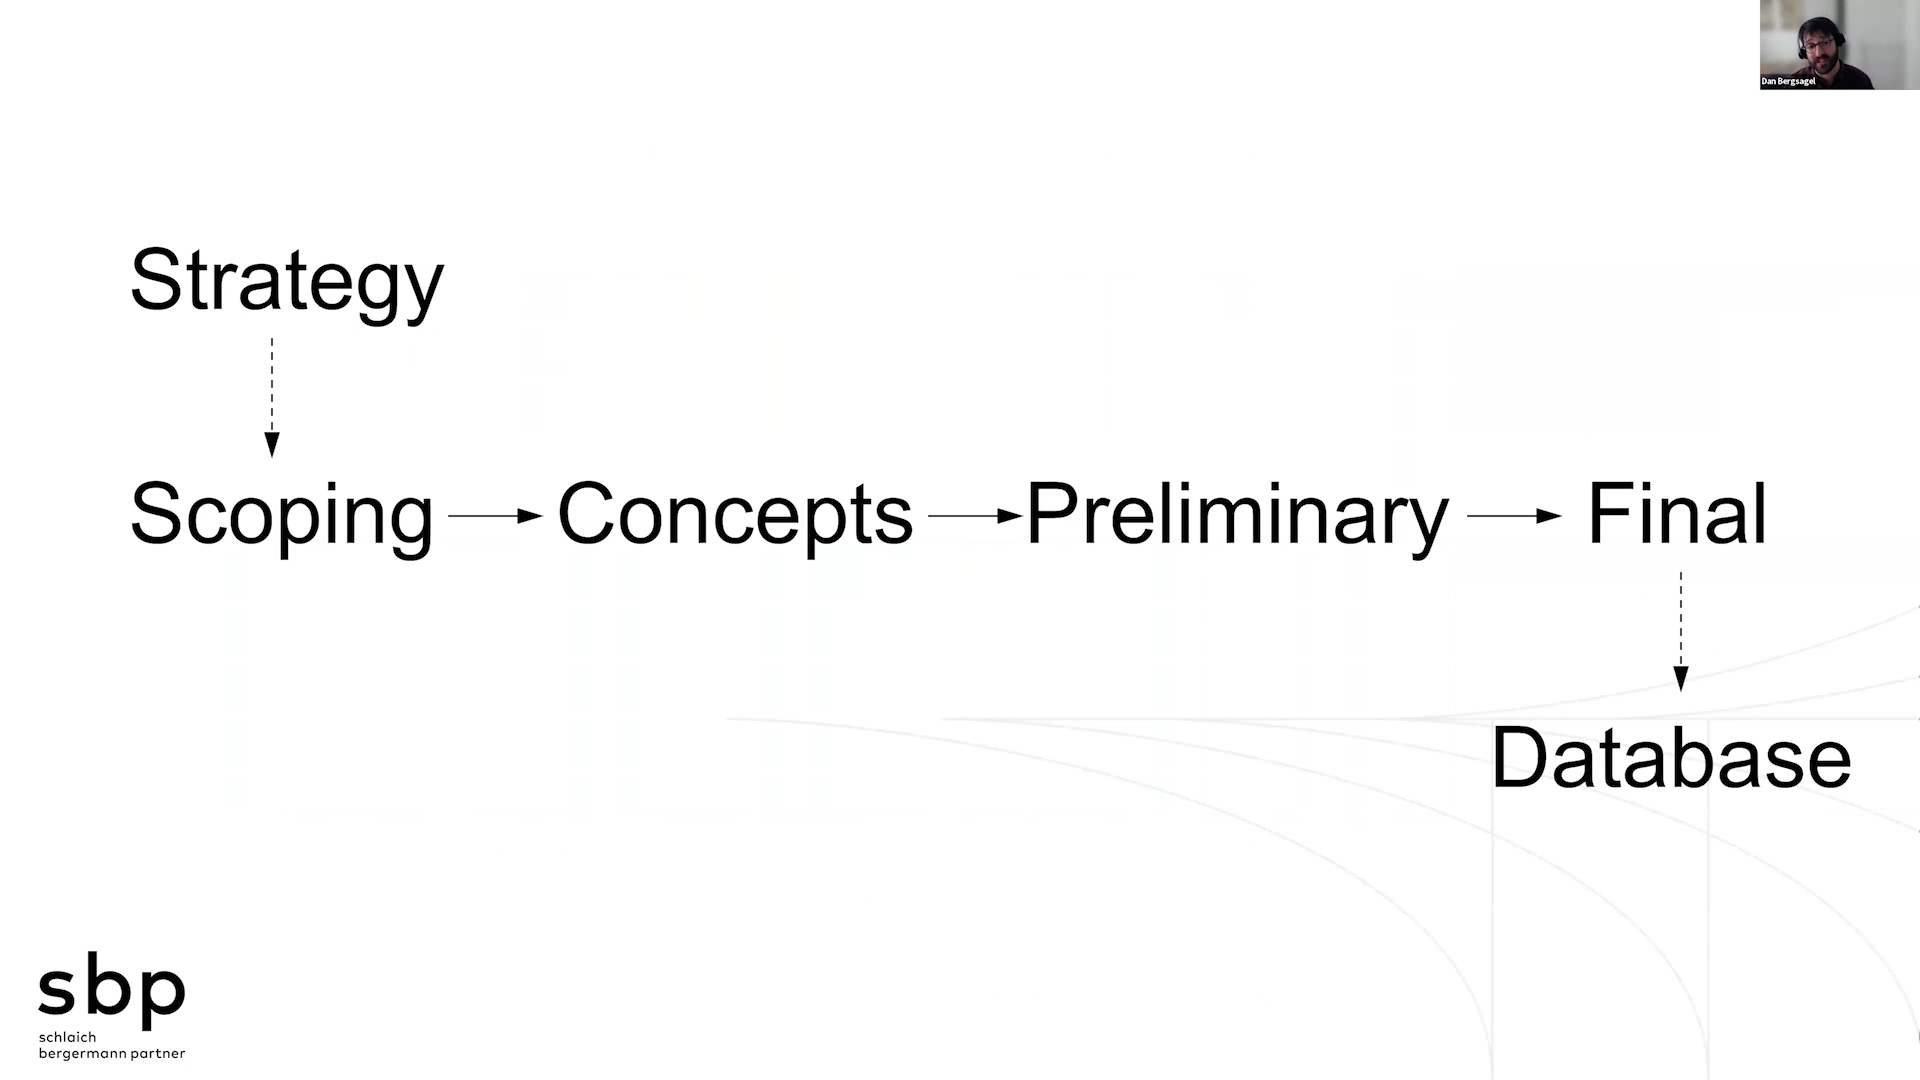 Dan Bergsagel
Strategy
Scoping Concepts Preliminary Final
Database
sbp
schlaich
bergermann partner